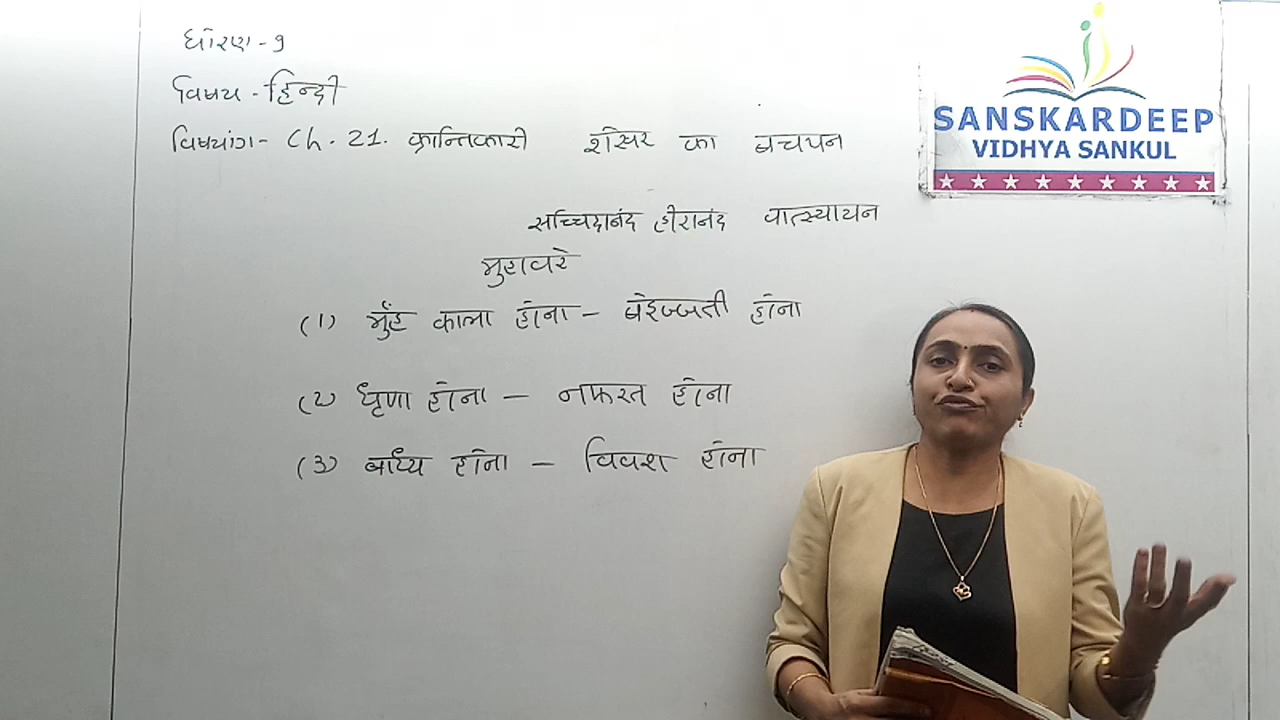 धोरण - 9
विषय - हिन्दी
विषयांग - Ch. 21. क्रान्तिकारी शेखर का बचपन
सच्चिदानंद हीरानंद वात्स्यायन
मुहावरे
(1) मुँह काला होना - बेइज्जती होना
(2) घृणा होना - नफरत होना
(3) बाध्य होना - विवश होना
SANSKARDEEP
VIDHYA SANKUL